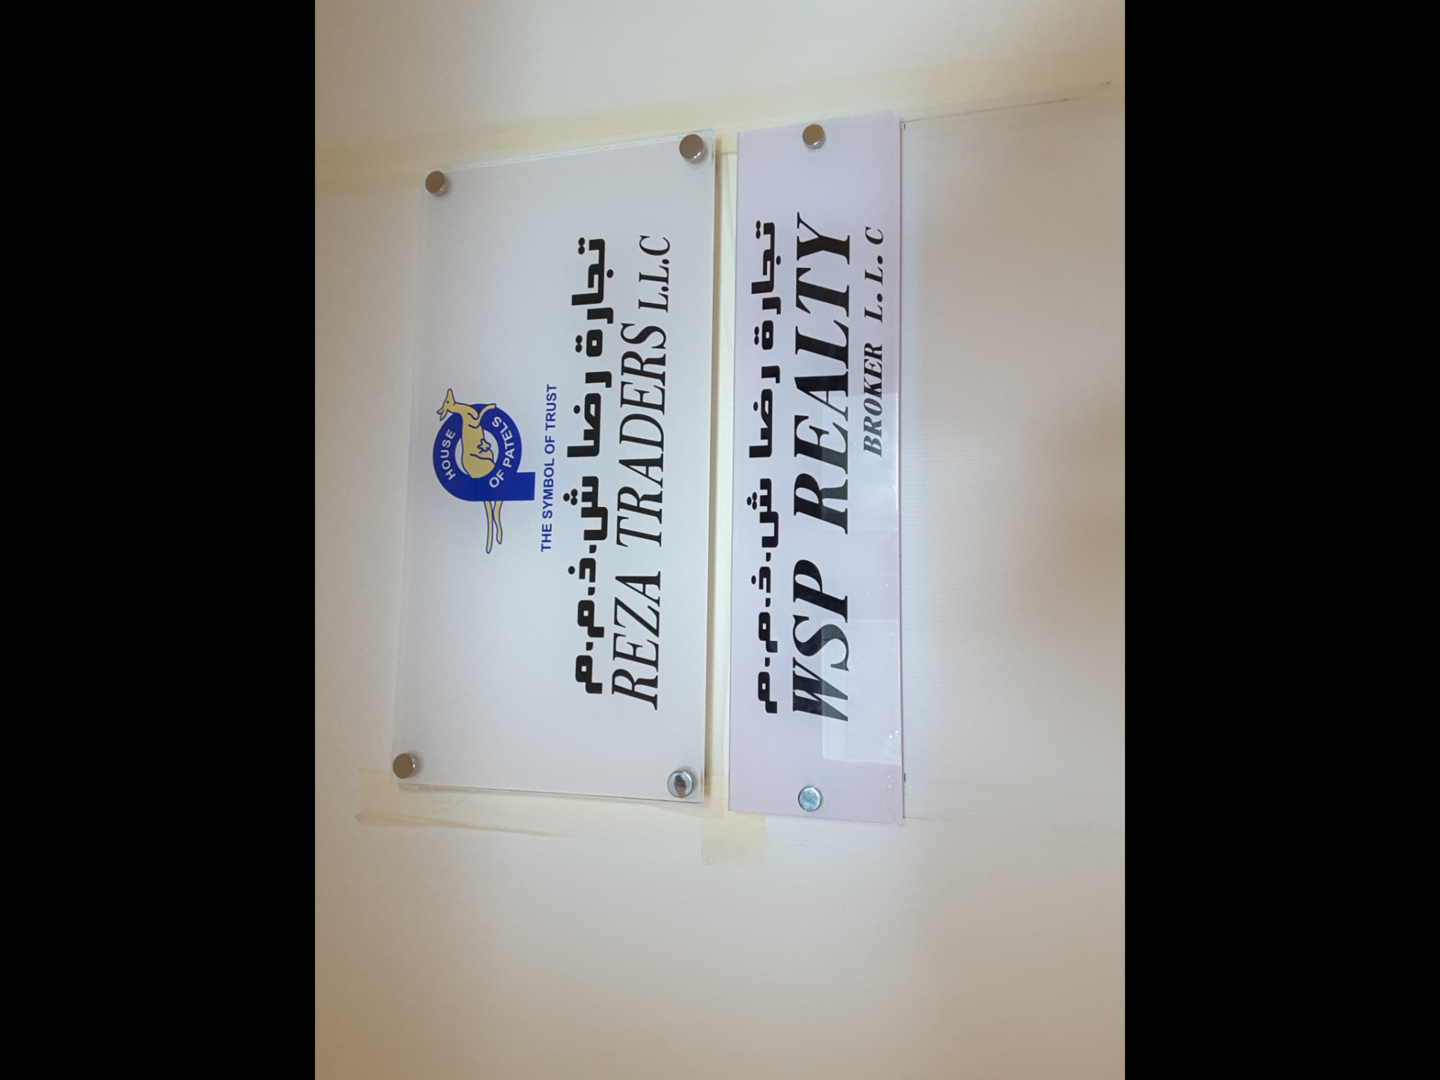 HOUSE
OF PATELS
THE SYMBOL OF TRUST
تجارة رضا ش.ذ.م.م
REZA TRADERS L.L.C
تجارة رضا ش.ذ.م.م
WSP REALTY
BROKER L.L.C